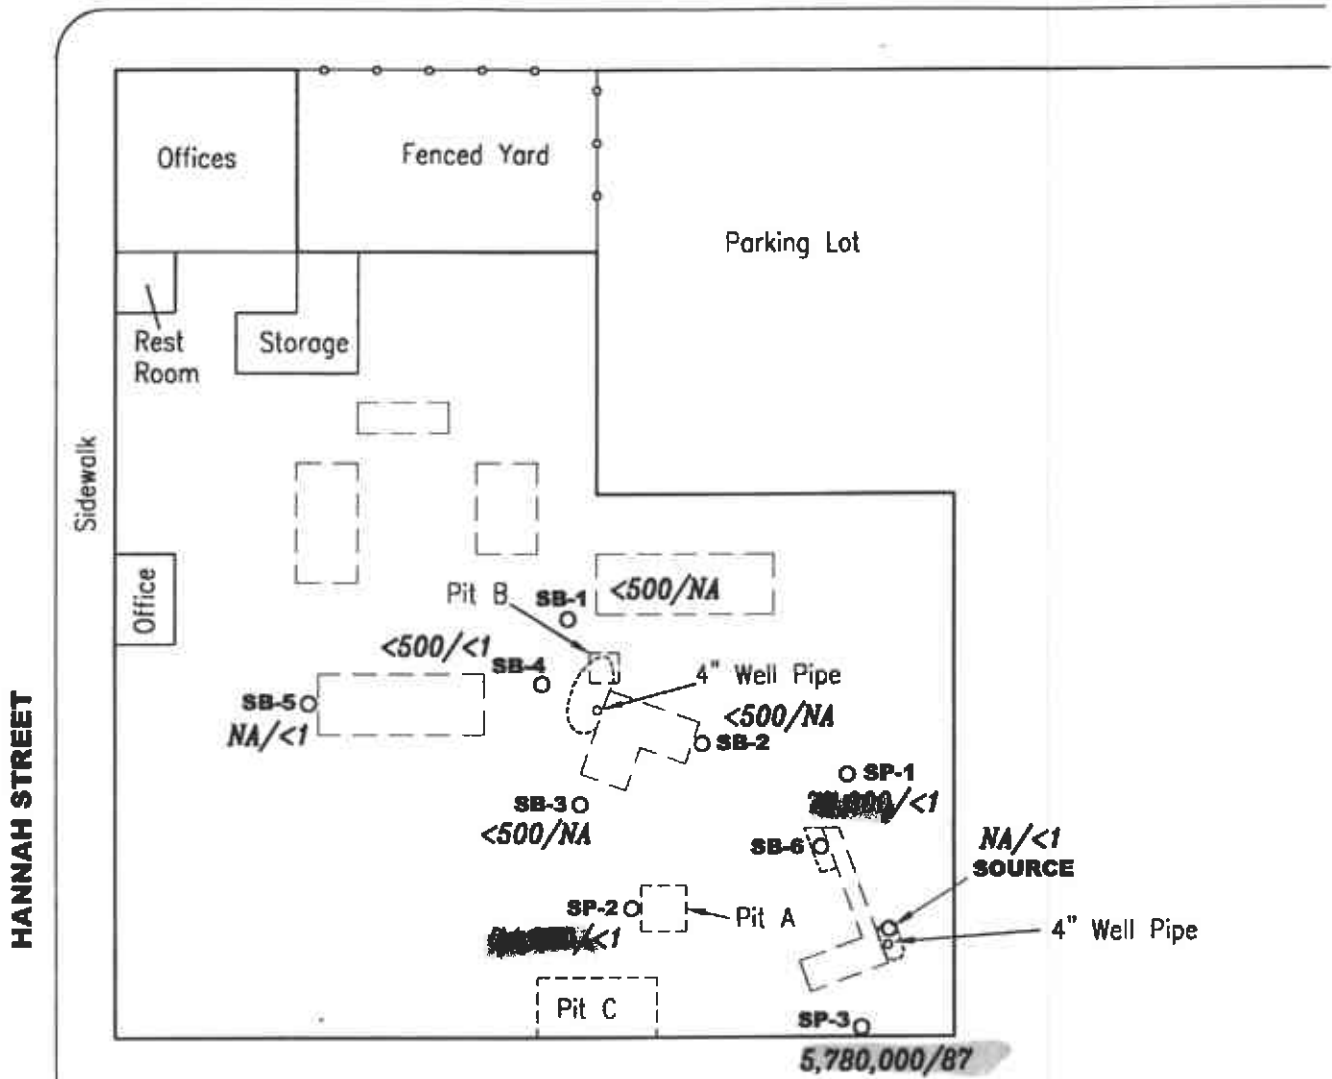 Offices
Fenced Yard
Parking Lot
Rest
Room
Storage
Sidewalk
Office
HANNAH STREET
Pit B
SB-1
<500/NA
<500/<1
SB-4
4" Well Pipe
SB-5
NA/<1
<500/NA
SB-2
SB-3
<500/NA
SP-1
/<1
SB-6
NA/<1
SOURCE
SP-2
Pit A
/<1
4" Well Pipe
Pit C
SP-3
5,780,000/87